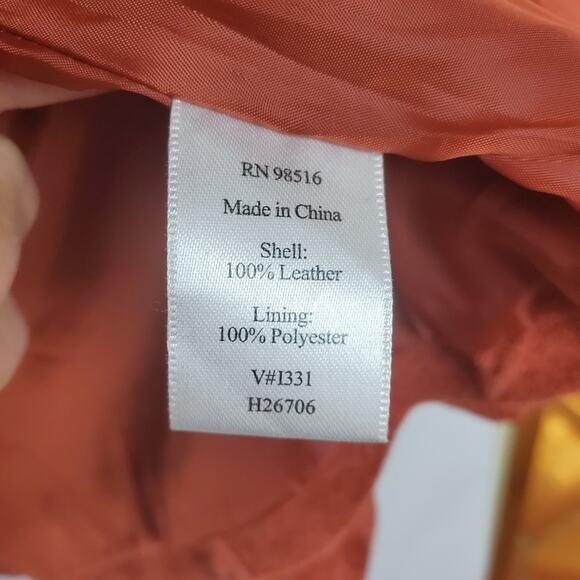 RN 98516
Made in China
Shell:
100% Leather
Lining:
100% Polyester
V#I331
H26706